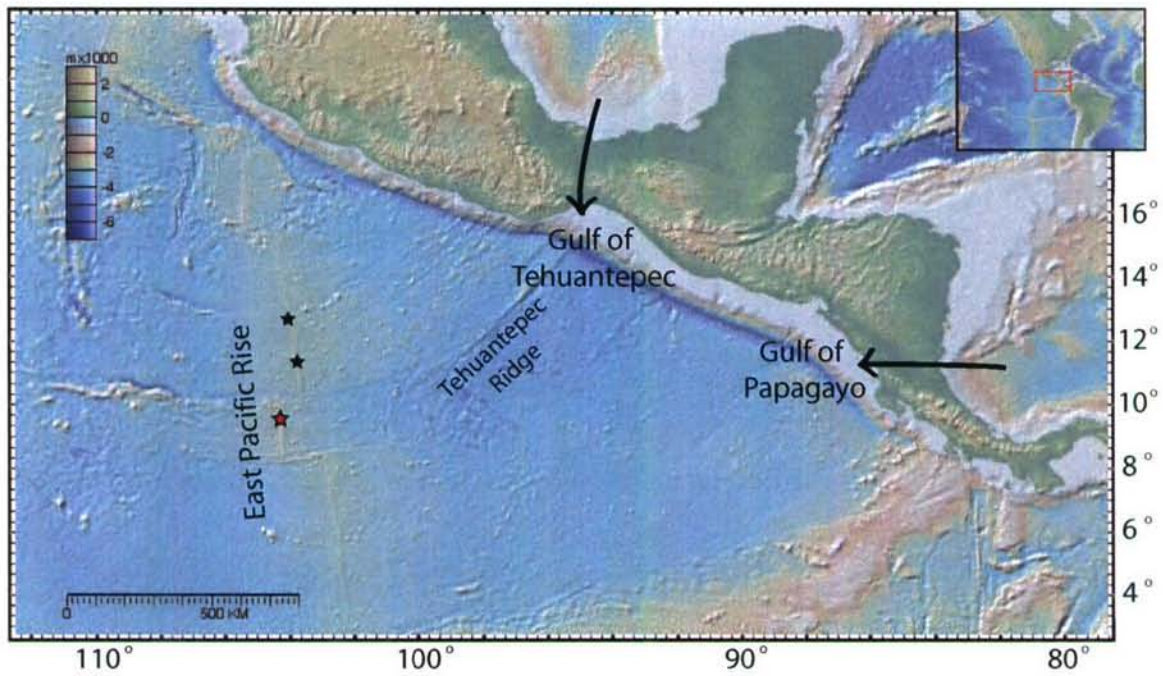 m x1000
2
0
-2
-4
-6
16°
Gulf of
Tehuantepec
14°
Tehuantepec
Ridge
12°
Gulf of
Papagayo
East Pacific Rise
10°
8°
6°
4°
0
500 KM
110°
100°
90°
80°